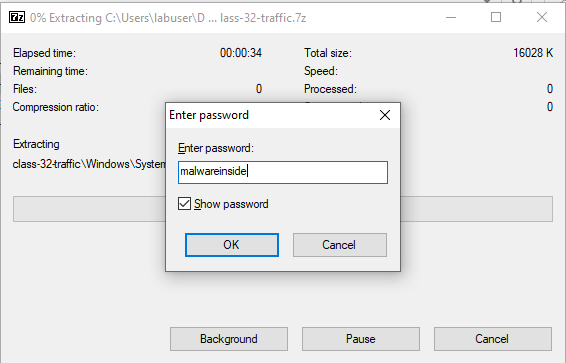 7z 0% Extracting C:\Users\labuser\D ... lass-32-traffic.7z
Elapsed time: 00:00:34 Total size: 16028 K
Remaining time: Speed:
Files: 0 Processed: 0
Compression ratio: 0
Enter password
Enter password:
malwareinside
Show password
OK Cancel
Extracting
class-32-traffic\Windows\System
Background Pause Cancel